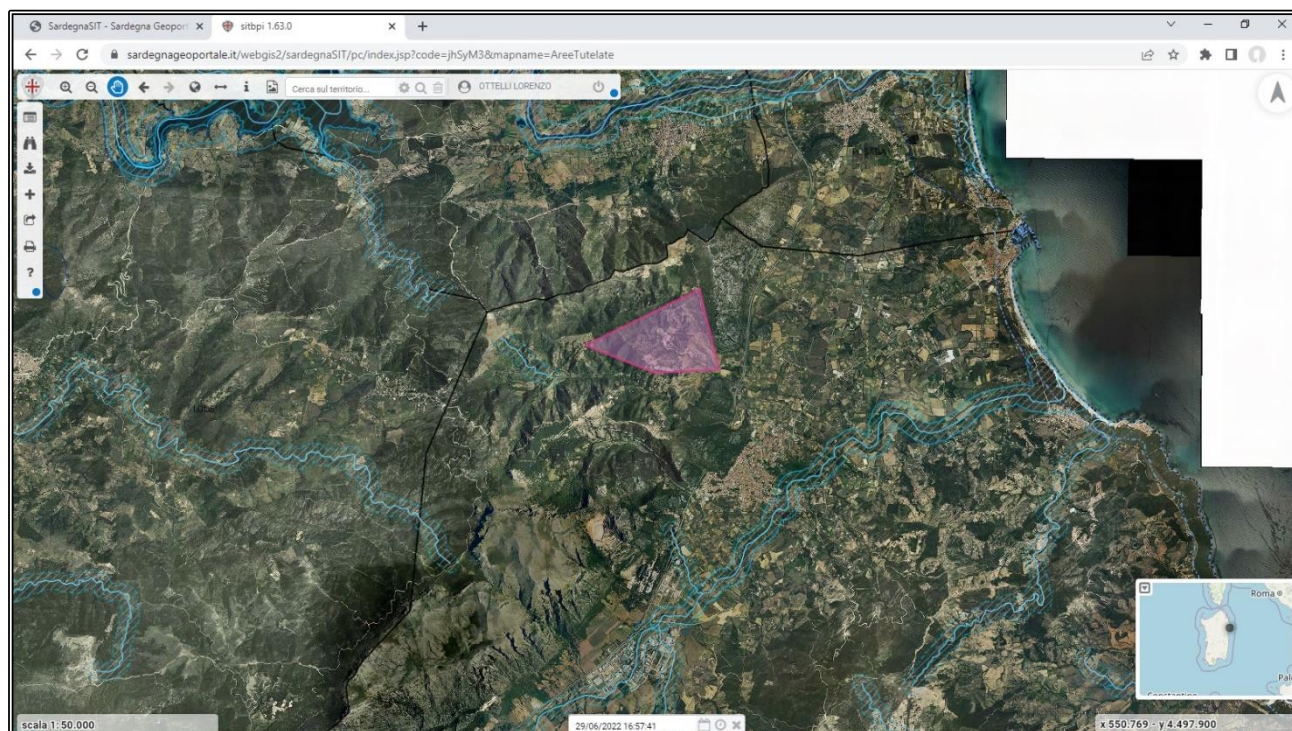 SardegnaSIT - Sardegna Geoport
sitbpi 1.63.0
sardegnageoportale.it/webgis2/sardegnaSIT/pc/index.jsp?code=jhSyM3&mapname=AreeTutelate
Cerca sul territorio...
OTTELLI LORENZO
Roma
Pal
Constantine
scala 1: 50.000
29/06/2022 16:57:41
x 550.769 - y 4.497.900